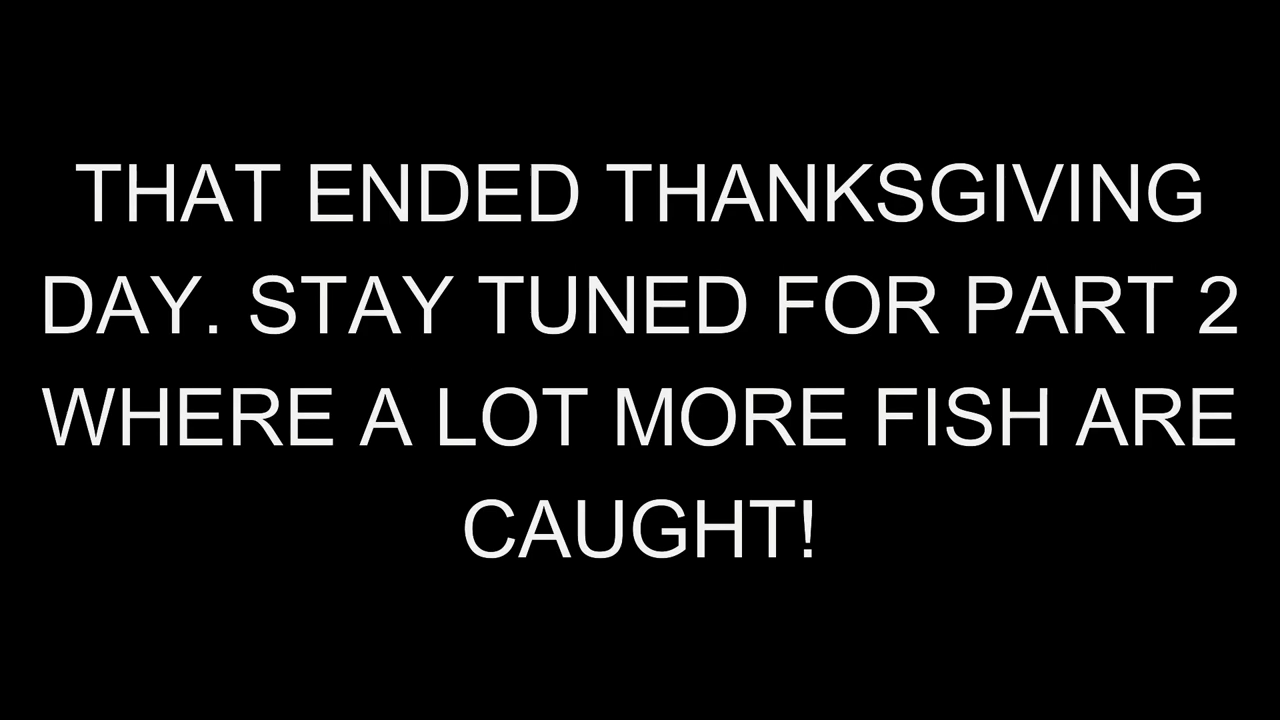 THAT ENDED THANKSGIVING
DAY. STAY TUNED FOR PART 2
WHERE A LOT MORE FISH ARE
CAUGHT!